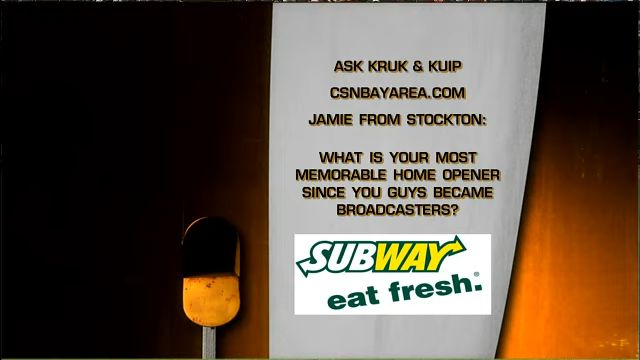 ASK KRUK & KUIP
CSNBAYAREA.COM
JAMIE FROM STOCKTON:
WHAT IS YOUR MOST
MEMORABLE HOME OPENER
SINCE YOU GUYS BECAME
BROADCASTERS?
SUBWAY
eat fresh.®